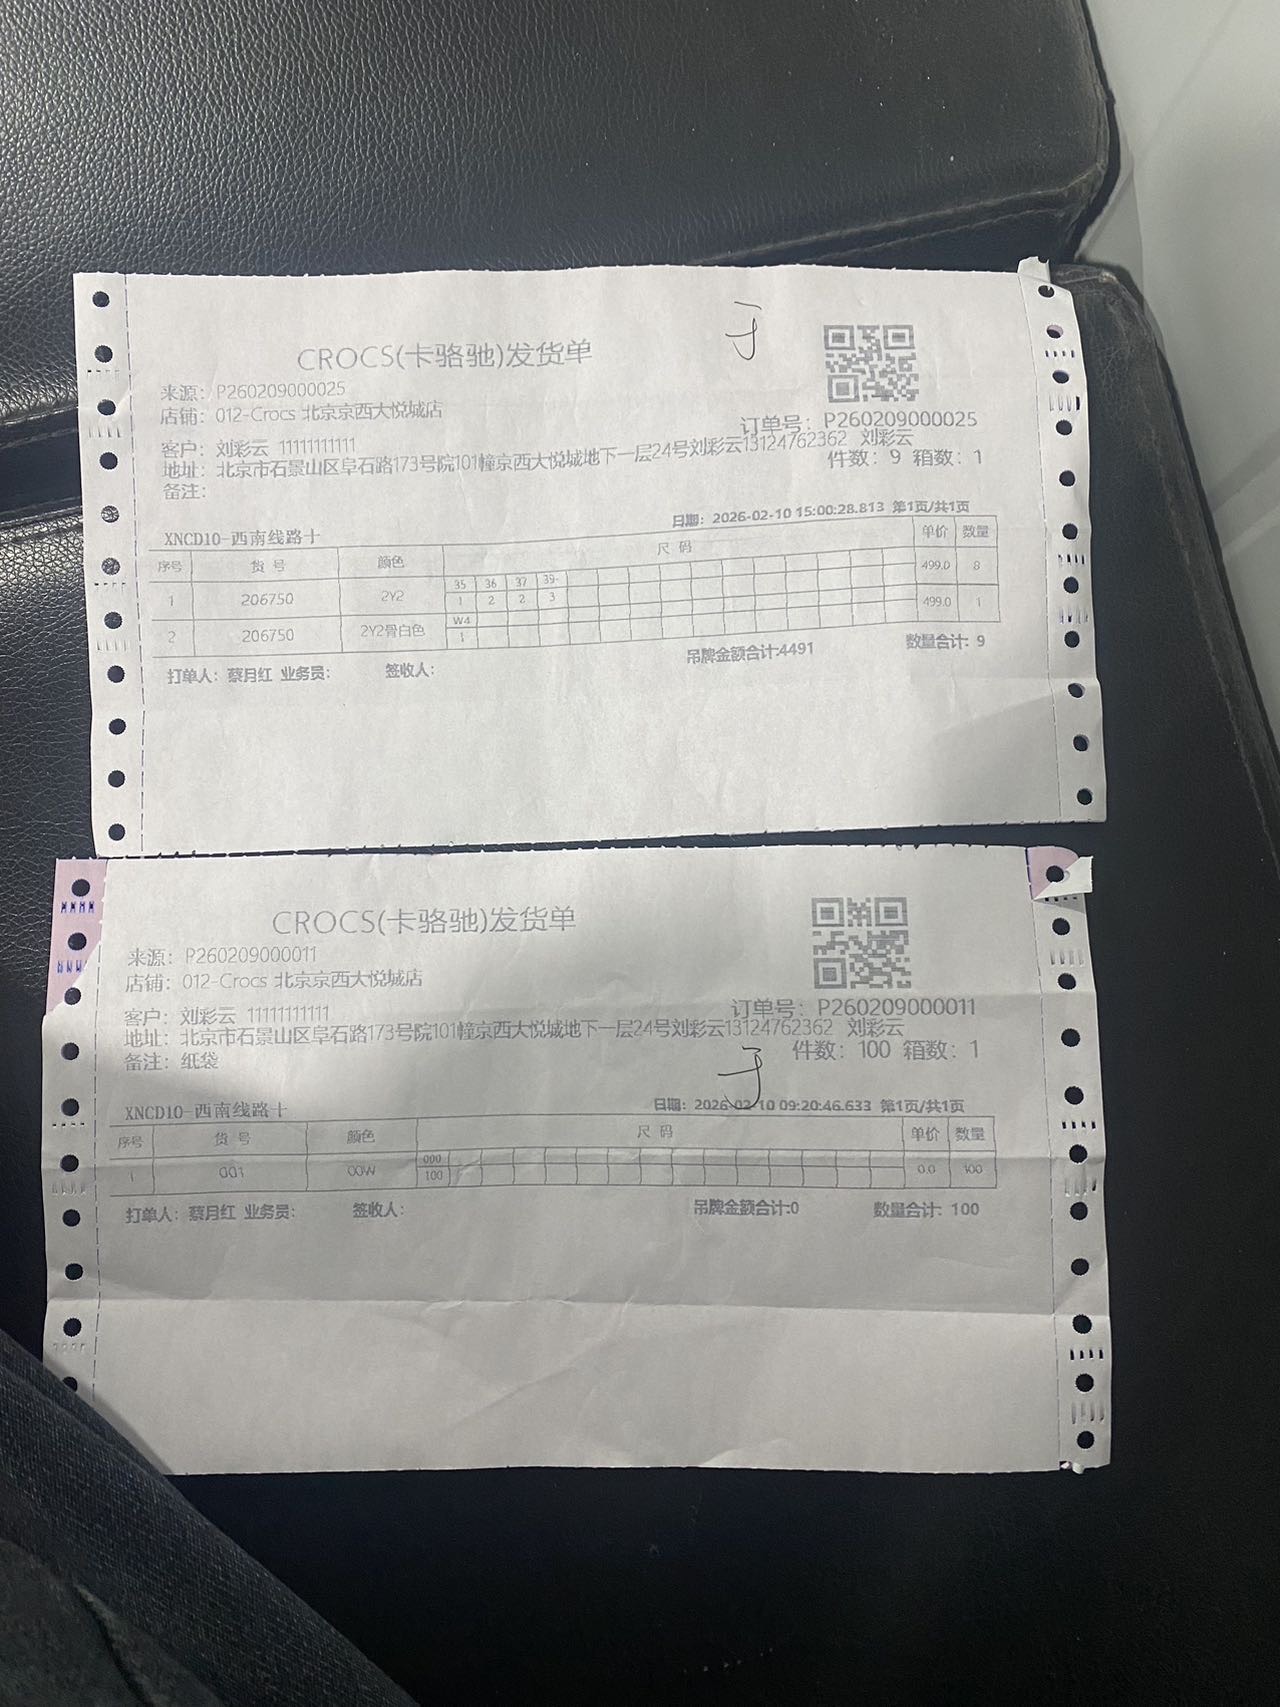 于
CROCS(卡骆驰)发货单
来源：P260209000025
店铺：012-Crocs 北京京西大悦城店
订单号：P260209000025
客户：刘彩云 11111111111
地址：北京市石景山区阜石路173号院101幢京西大悦城地下一层24号刘彩云13124762362 刘彩云
件数：9 箱数：1
备注：
XNCD10-西南线路十 日期：2026-02-10 15:00:28.813 第1页/共1页
序号 货号 颜色 尺码 单价 数量
35 36 37 39-
1 206750 2Y2 1 2 2 3 499.0 8
W4
2 206750 2Y2骨白色 1 499.0 1
打单人：蔡月红 业务员： 签收人： 吊牌金额合计:4491 数量合计: 9
CROCS(卡骆驰)发货单
来源：P260209000011
店铺：012-Crocs 北京京西大悦城店
订单号：P260209000011
客户：刘彩云 11111111111
地址：北京市石景山区阜石路173号院101幢京西大悦城地下一层24号刘彩云13124762362 刘彩云
备注：纸袋
件数：100 箱数：1
于
XNCD10-西南线路十 日期：2026-02-10 09:20:46.633 第1页/共1页
序号 货号 颜色 尺码 单价 数量
000
1 001 00W 100 0.0 100
打单人：蔡月红 业务员： 签收人： 吊牌金额合计:0 数量合计: 100